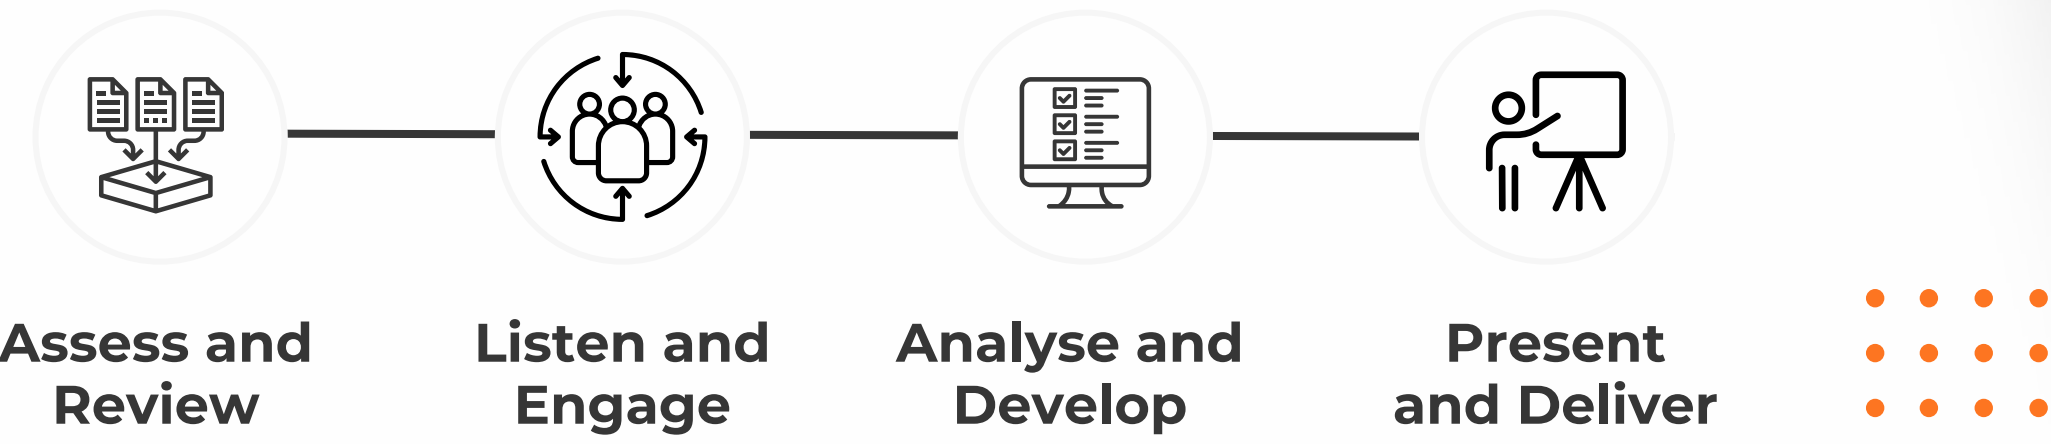 Assess and
Review
Listen and
Engage
Analyse and
Develop
Present
and Deliver